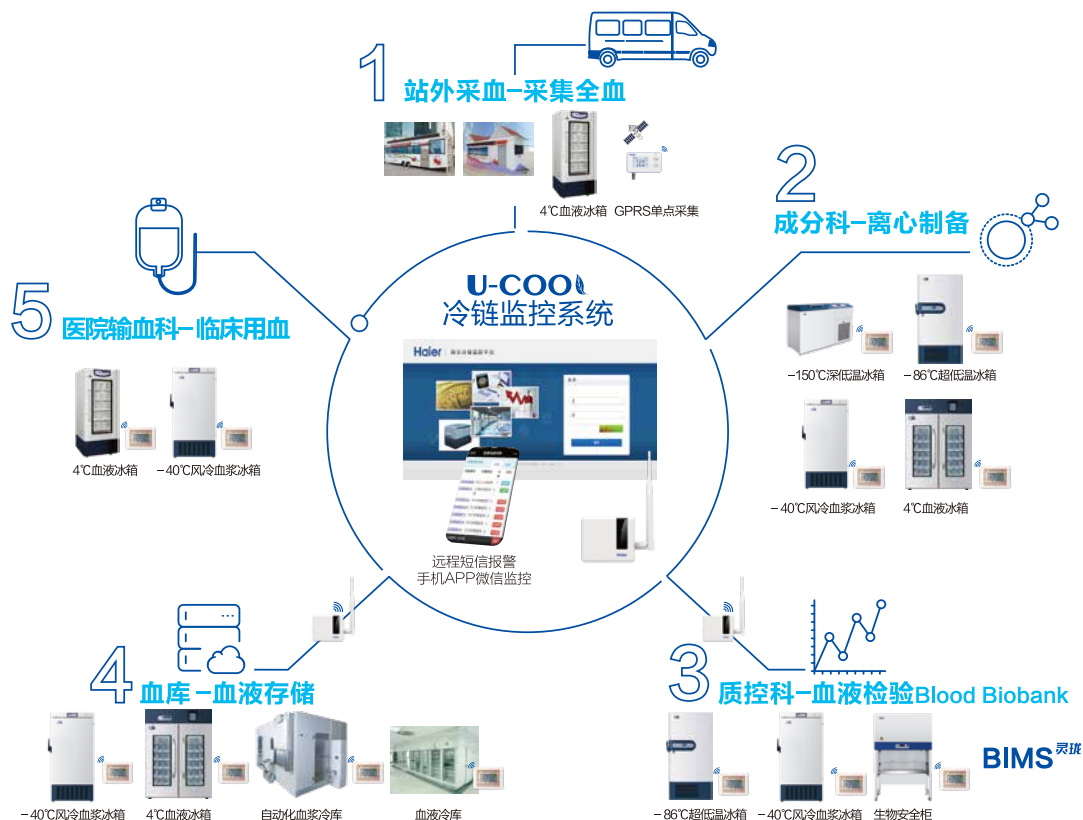 1
站外采血-采集全血
4℃血液冰箱
GPRS单点采集
2
成分科-离心制备
-150℃深低温冰箱
-86℃超低温冰箱
-40℃风冷血浆冰箱
4℃血液冰箱
U-COOL
冷链监控系统
Haier
远程短信报警
手机APP微信监控
5
医院输血科-临床用血
4℃血液冰箱
-40℃风冷血浆冰箱
4
血库-血液存储
-40℃风冷血浆冰箱
4℃血液冰箱
自动化血浆冷库
血液冷库
3
质控科-血液检验Blood Biobank
-86℃超低温冰箱
-40℃风冷血浆冰箱
生物安全柜
BIMS灵珑